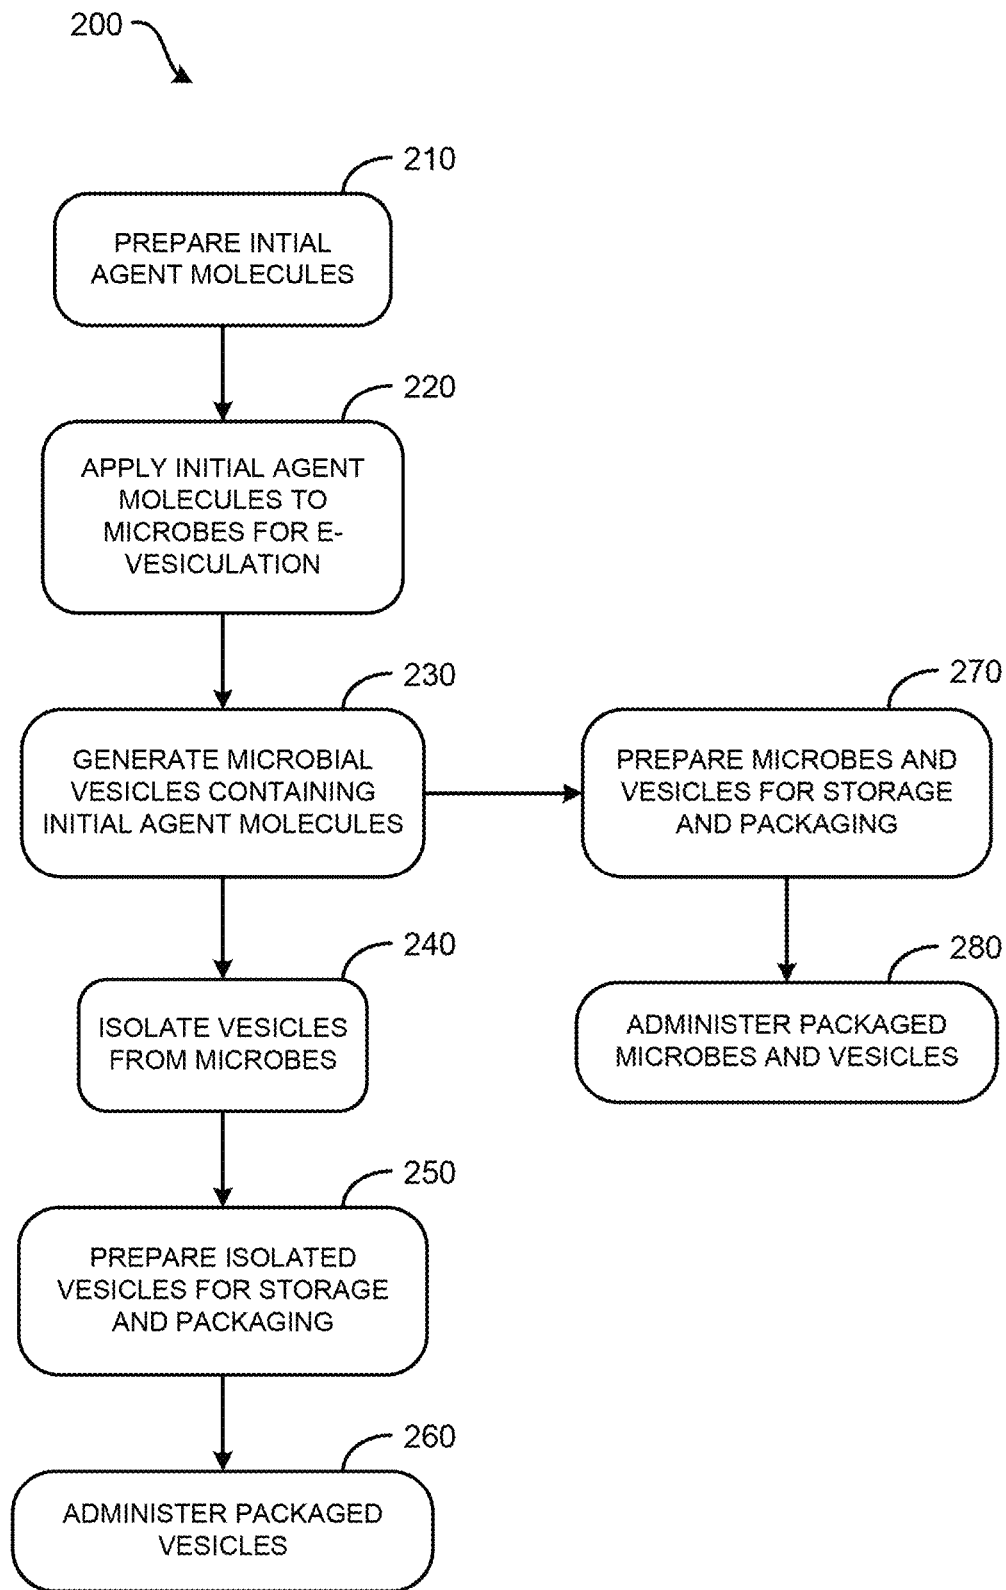 200
210
PREPARE INTIAL
AGENT MOLECULES
220
APPLY INITIAL AGENT
MOLECULES TO
MICROBES FOR E-
VESICULATION
230
GENERATE MICROBIAL
VESICLES CONTAINING
INITIAL AGENT MOLECULES
270
PREPARE MICROBES AND
VESICLES FOR STORAGE
AND PACKAGING
240
ISOLATE VESICLES
FROM MICROBES
280
ADMINISTER PACKAGED
MICROBES AND VESICLES
250
PREPARE ISOLATED
VESICLES FOR STORAGE
AND PACKAGING
260
ADMINISTER PACKAGED
VESICLES